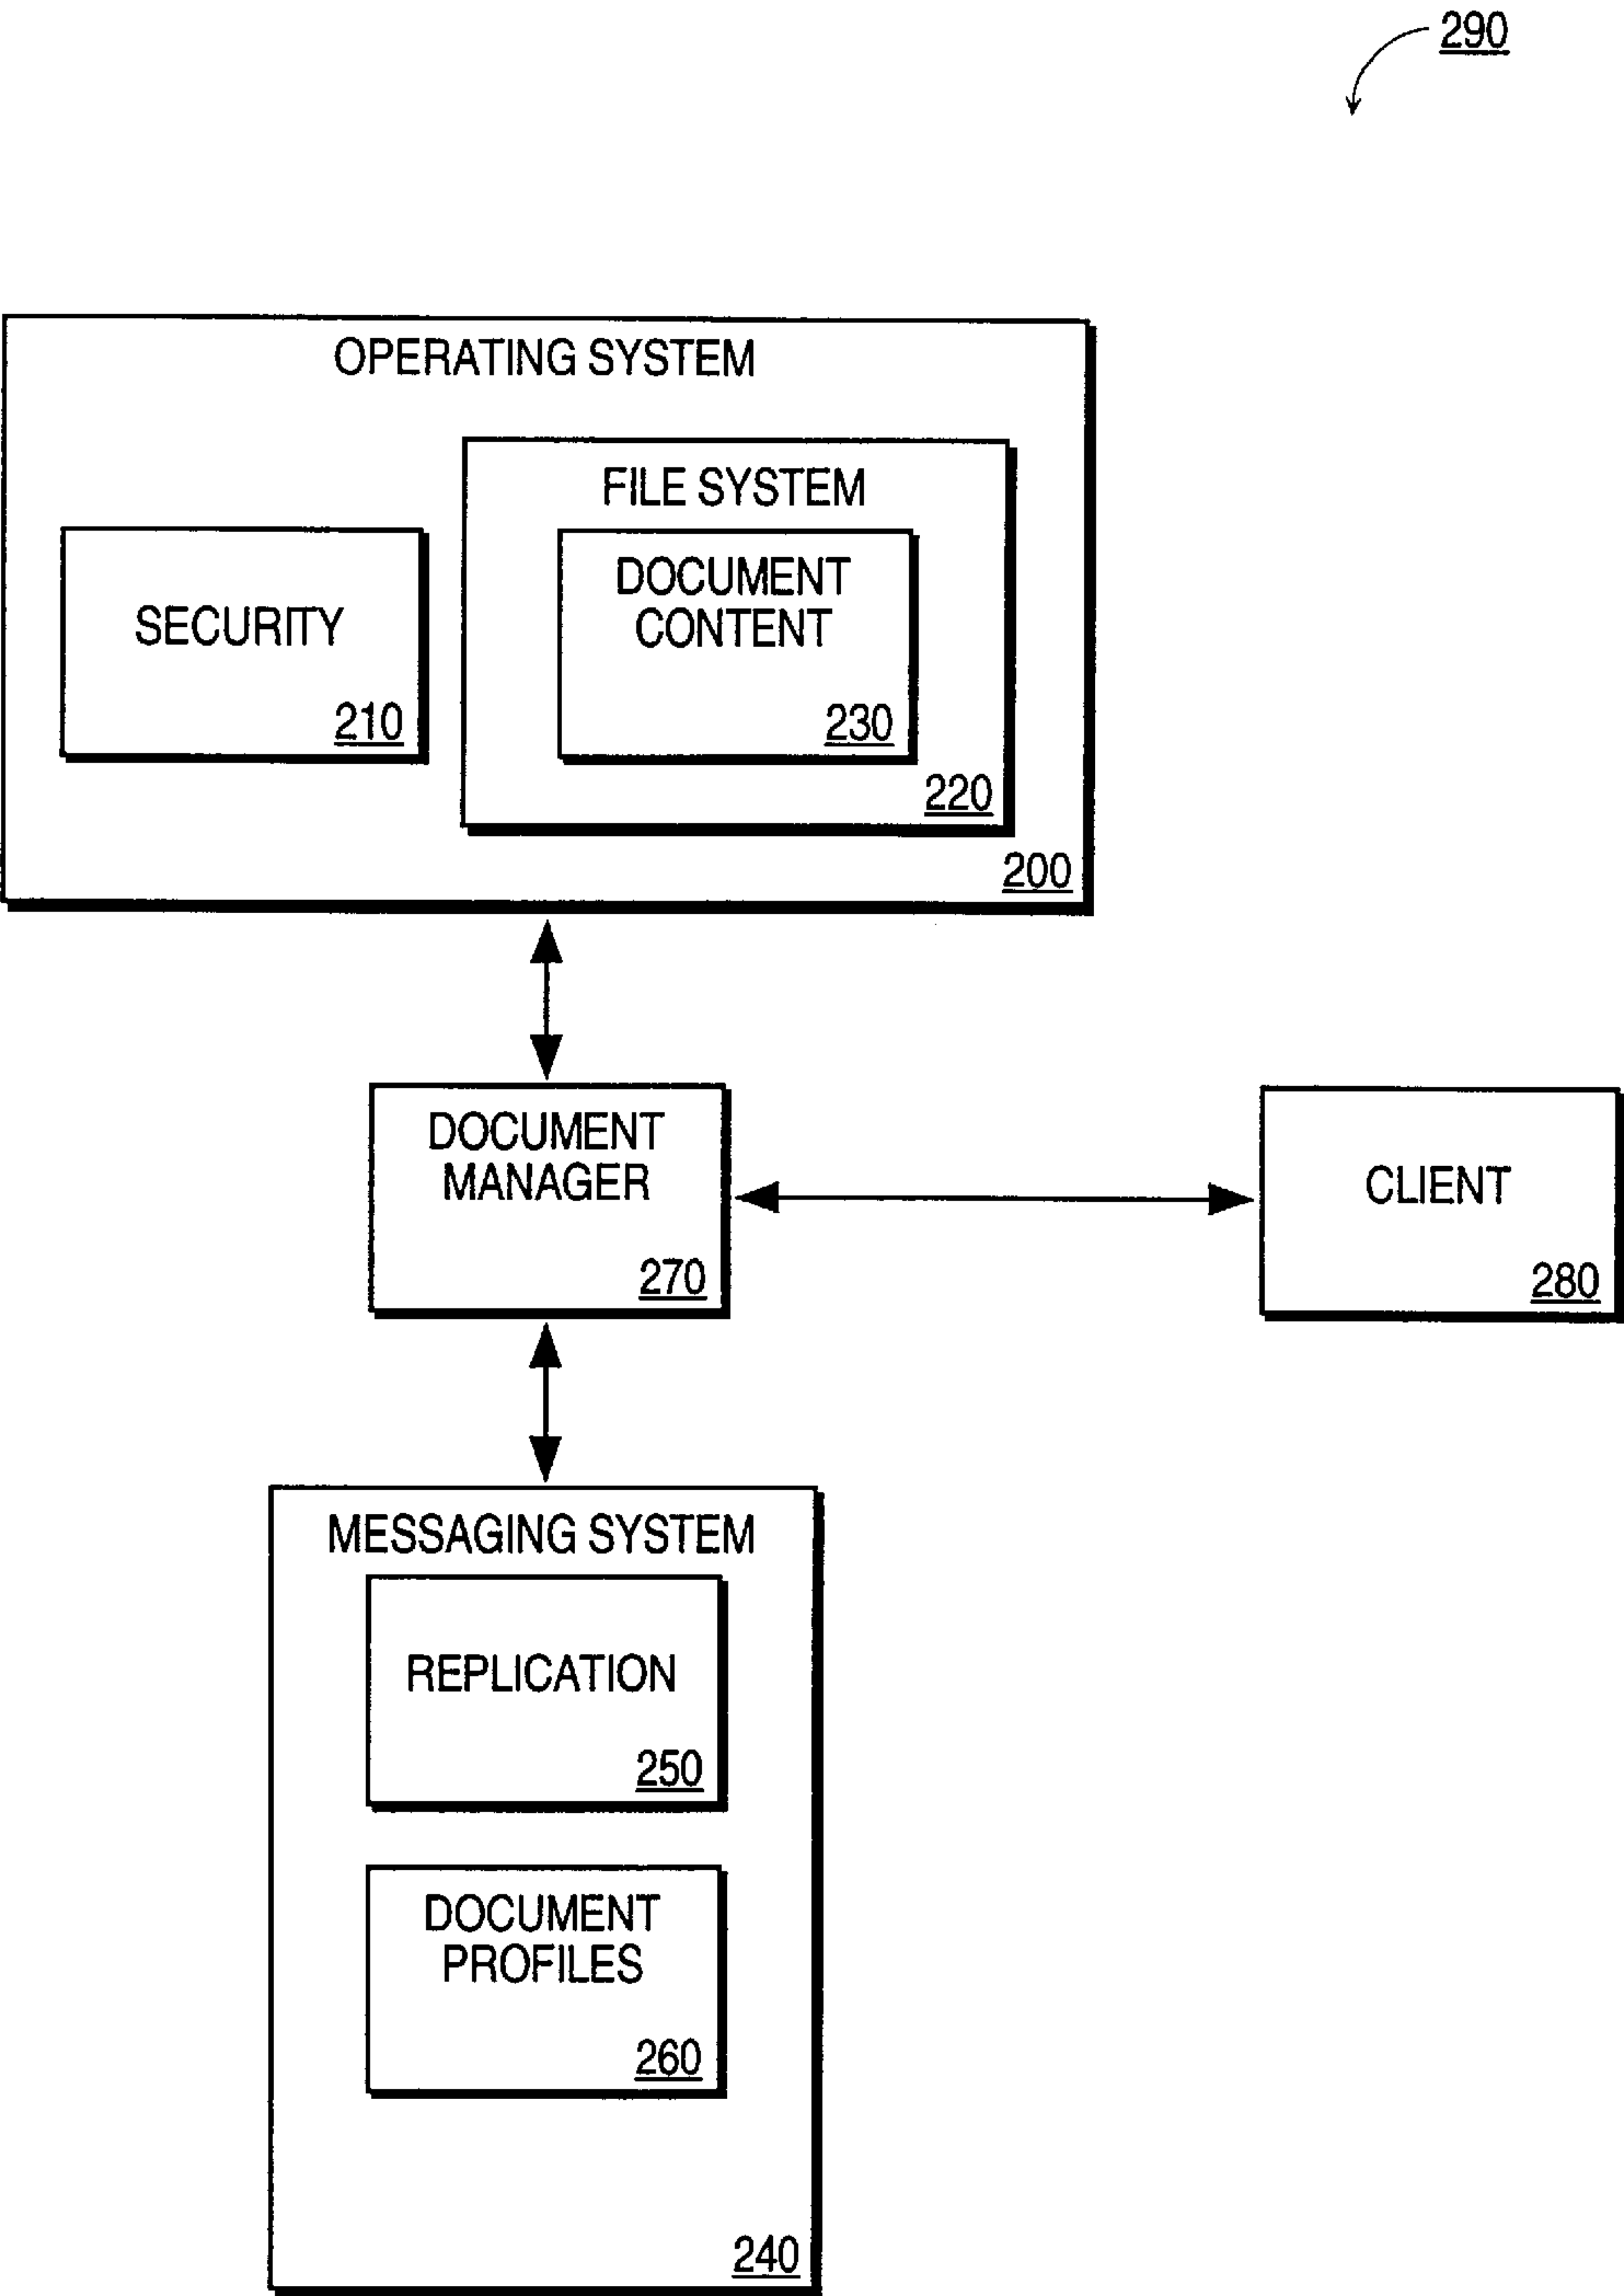 290
OPERATING SYSTEM
FILE SYSTEM
DOCUMENT
CONTENT
SECURITY
210
230
220
200
DOCUMENT
MANAGER
270
CLIENT
280
MESSAGING SYSTEM
REPLICATION
250
DOCUMENT
PROFILES
260
240